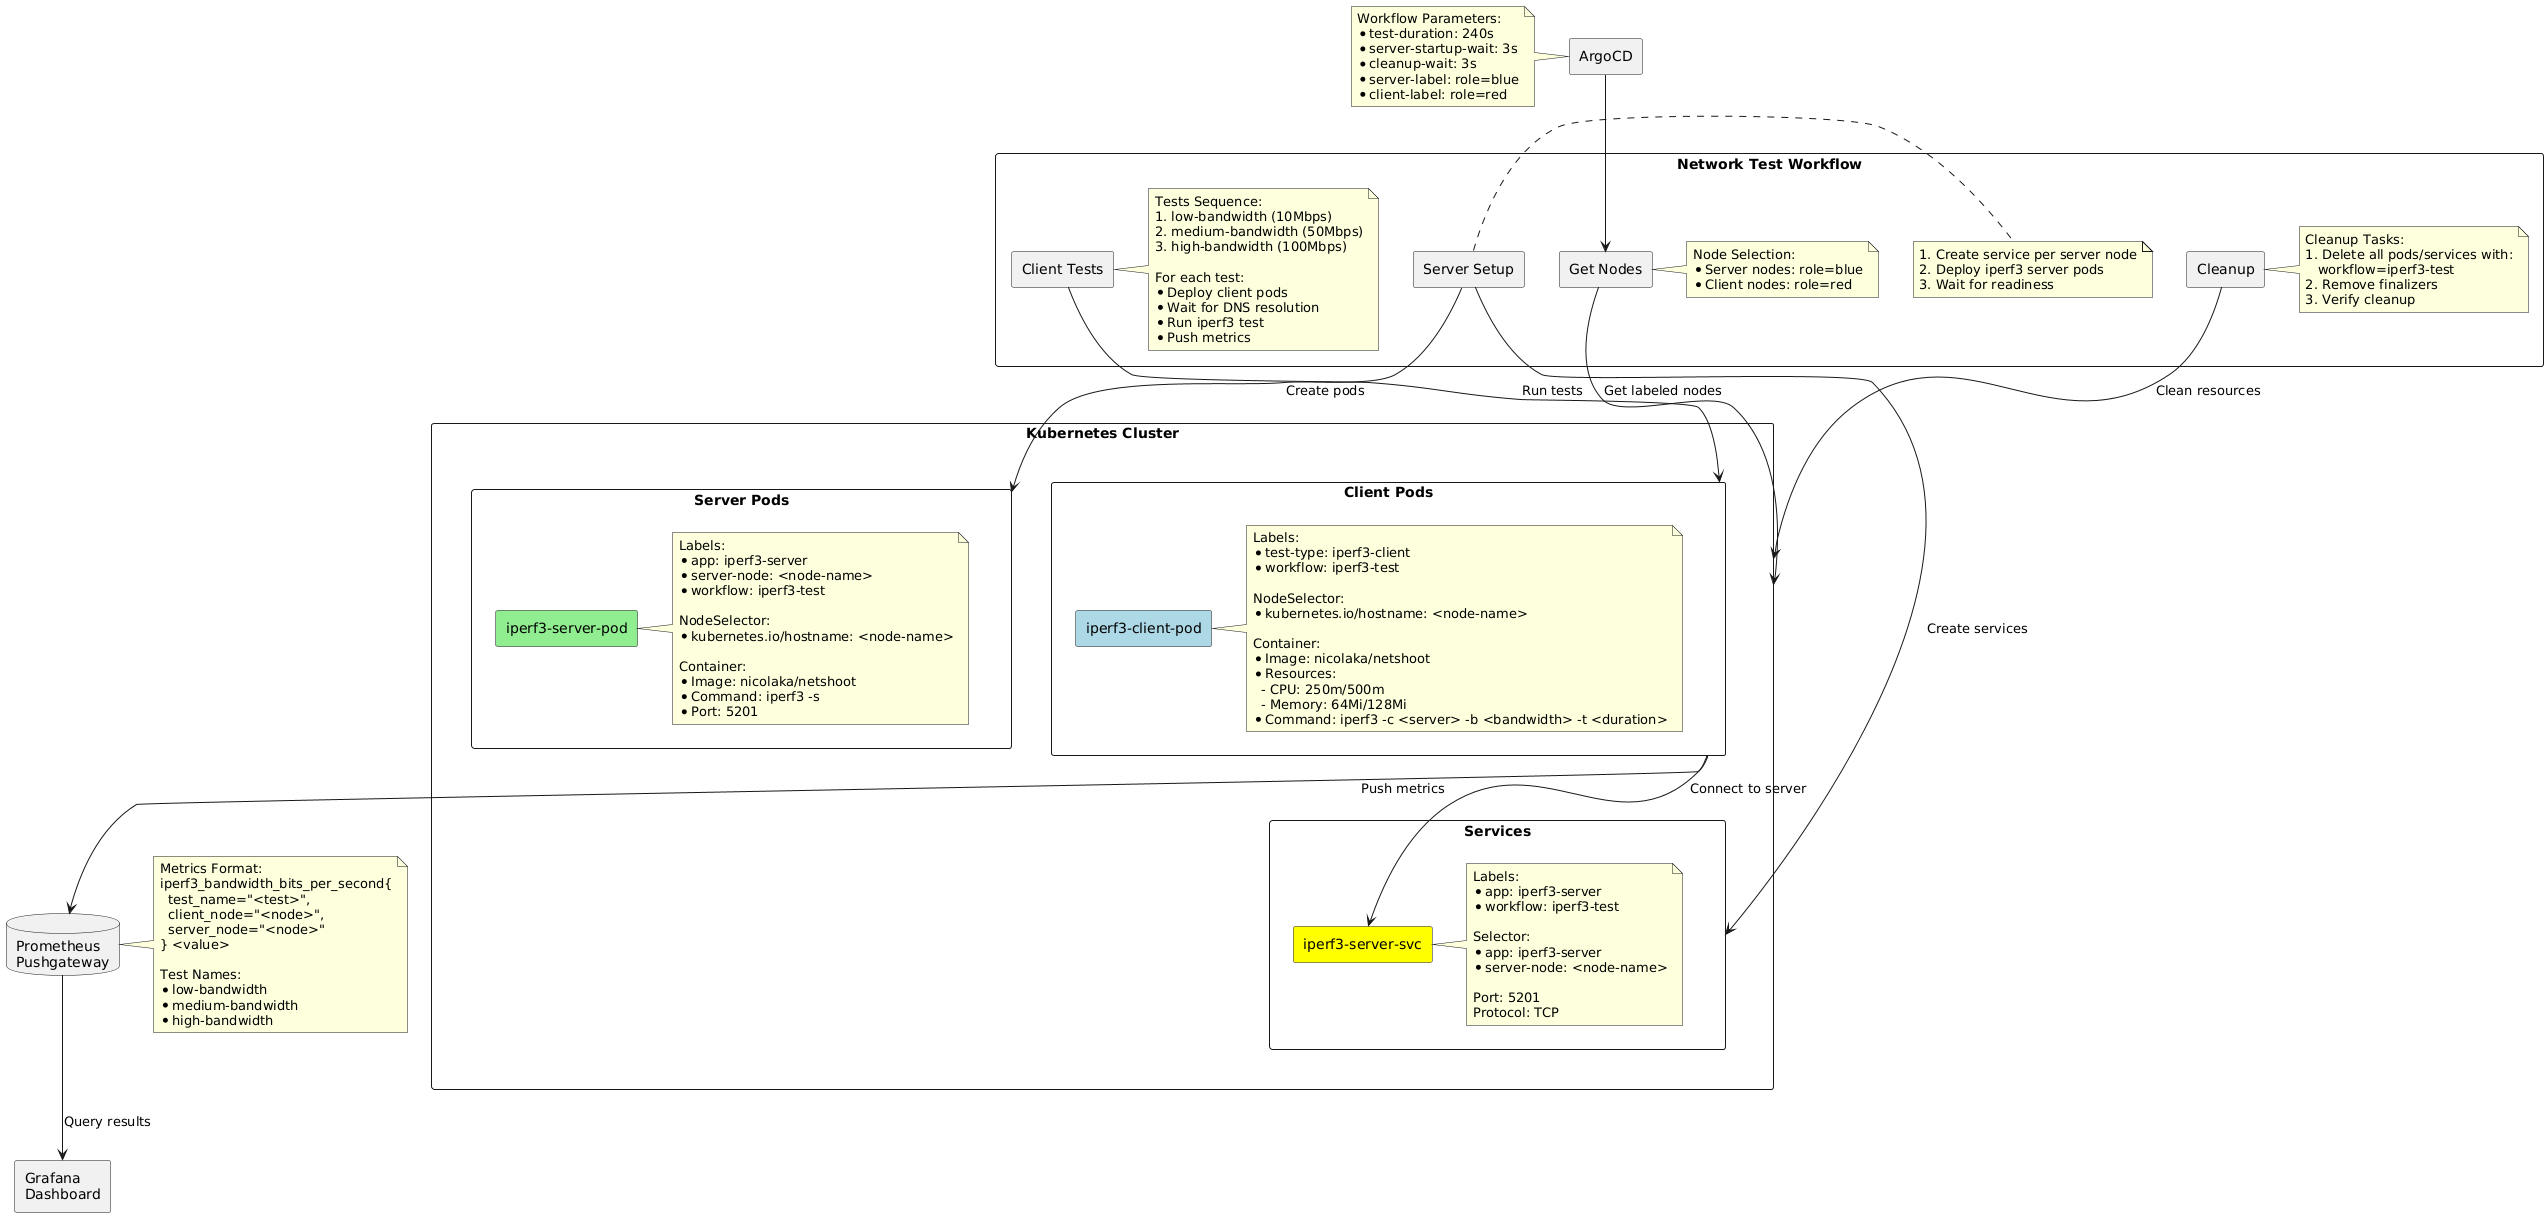 Workflow Parameters:
• test-duration: 240s
• server-startup-wait: 3s
• cleanup-wait: 3s
• server-label: role=blue
• client-label: role=red
ArgoCD
Network Test Workflow
Client Tests
Tests Sequence:
1. low-bandwidth (10Mbps)
2. medium-bandwidth (50Mbps)
3. high-bandwidth (100Mbps)
For each test:
• Deploy client pods
• Wait for DNS resolution
• Run iperf3 test
• Push metrics
Server Setup
Get Nodes
Node Selection:
• Server nodes: role=blue
• Client nodes: role=red
1. Create service per server node
2. Deploy iperf3 server pods
3. Wait for readiness
Cleanup
Cleanup Tasks:
1. Delete all pods/services with:
workflow=iperf3-test
2. Remove finalizers
3. Verify cleanup
Create pods
Run tests
Get labeled nodes
Clean resources
Kubernetes Cluster
Server Pods
iperf3-server-pod
Labels:
• app: iperf3-server
• server-node: <node-name>
• workflow: iperf3-test
NodeSelector:
• kubernetes.io/hostname: <node-name>
Container:
• Image: nicolaka/netshoot
• Command: iperf3 -s
• Port: 5201
Client Pods
iperf3-client-pod
Labels:
• test-type: iperf3-client
• workflow: iperf3-test
NodeSelector:
• kubernetes.io/hostname: <node-name>
Container:
• Image: nicolaka/netshoot
• Resources:
- CPU: 250m/500m
- Memory: 64Mi/128Mi
• Command: iperf3 -c <server> -b <bandwidth> -t <duration>
Create services
Push metrics
Connect to server
Services
iperf3-server-svc
Labels:
• app: iperf3-server
• workflow: iperf3-test
Selector:
• app: iperf3-server
• server-node: <node-name>
Port: 5201
Protocol: TCP
Prometheus
Pushgateway
Metrics Format:
iperf3_bandwidth_bits_per_second{
test_name="<test>",
client_node="<node>",
server_node="<node>"
} <value>
Test Names:
• low-bandwidth
• medium-bandwidth
• high-bandwidth
Query results
Grafana
Dashboard